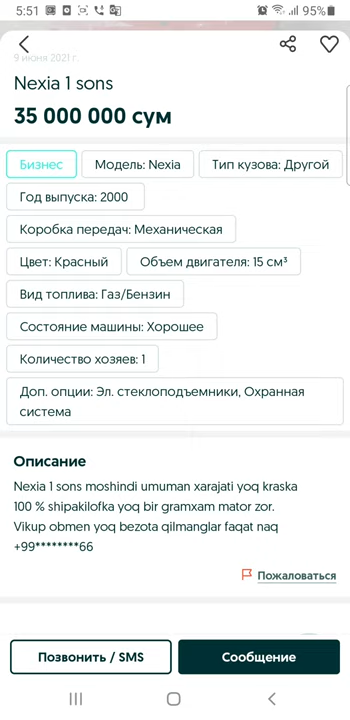 5:51
95%
9 июня 2021 г.
Nexia 1 sons
35 000 000 сум
Бизнес
Модель: Nexia
Тип кузова: Другой
Год выпуска: 2000
Коробка передач: Механическая
Цвет: Красный
Объем двигателя: 15 см³
Вид топлива: Газ/Бензин
Состояние машины: Хорошее
Количество хозяев: 1
Доп. опции: Эл. стеклоподъемники, Охранная
система
Описание
Nexia 1 sons moshindi umuman xarajati yoq kraska
100 % shipakilofka yoq bir gramxam mator zor.
Vikup obmen yoq bezota qilmanglar faqat naq
+99********66
Пожаловаться
Позвонить / SMS
Сообщение